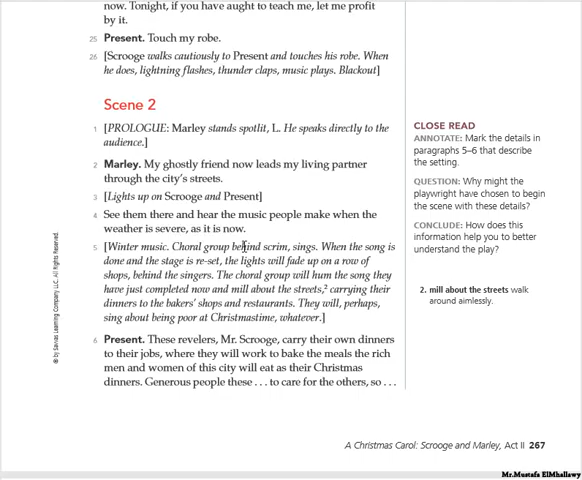 now. Tonight, if you have aught to teach me, let me profit
by it.
25 Present. Touch my robe.
26 [Scrooge walks cautiously to Present and touches his robe. When
he does, lightning flashes, thunder claps, music plays. Blackout]
Scene 2
1 [PROLOGUE: Marley stands spotlit, L. He speaks directly to the
audience.]
2 Marley. My ghostly friend now leads my living partner
through the city's streets.
3 [Lights up on Scrooge and Present]
4 See them there and hear the music people make when the
weather is severe, as it is now.
5 [Winter music. Choral group behind scrim, sings. When the song is
done and the stage is re-set, the lights will fade up on a row of
shops, behind the singers. The choral group will hum the song they
have just completed now and mill about the streets,2 carrying their
dinners to the bakers' shops and restaurants. They will, perhaps,
sing about being poor at Christmastime, whatever.]
6 Present. These revelers, Mr. Scrooge, carry their own dinners
to their jobs, where they will work to bake the meals the rich
men and women of this city will eat as their Christmas
dinners. Generous people these . . . to care for the others, so . . .
CLOSE READ
ANNOTATE: Mark the details in
paragraphs 5–6 that describe
the setting.
QUESTION: Why might the
playwright have chosen to begin
the scene with these details?
CONCLUDE: How does this
information help you to better
understand the play?
2. mill about the streets walk
around aimlessly.
© by Savvas Learning Company LLC. All Rights Reserved.
A Christmas Carol: Scrooge and Marley, Act II 267
Mr.Mustafa ElMhallawy